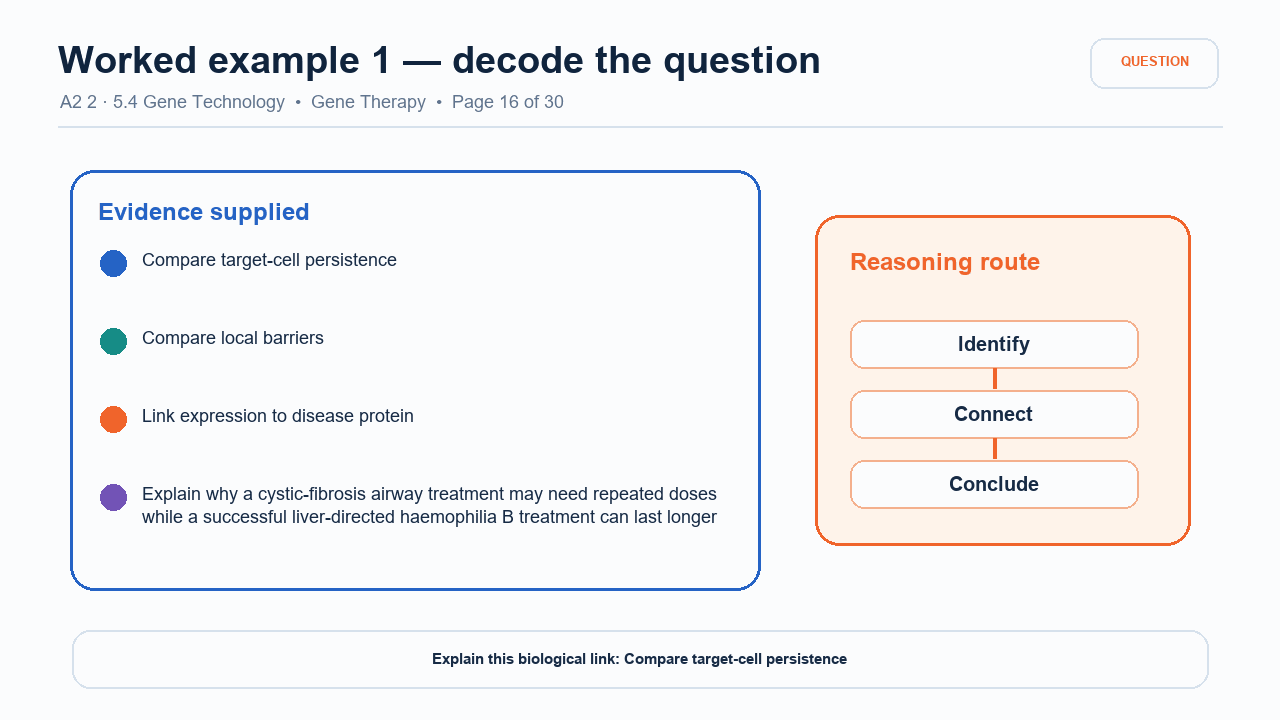 Worked example 1 — decode the question
QUESTION
A2 2 · 5.4 Gene Technology • Gene Therapy • Page 16 of 30
Evidence supplied
Compare target-cell persistence
Compare local barriers
Link expression to disease protein
Explain why a cystic-fibrosis airway treatment may need repeated doses
while a successful liver-directed haemophilia B treatment can last longer
Reasoning route
Identify
Connect
Conclude
Explain this biological link: Compare target-cell persistence